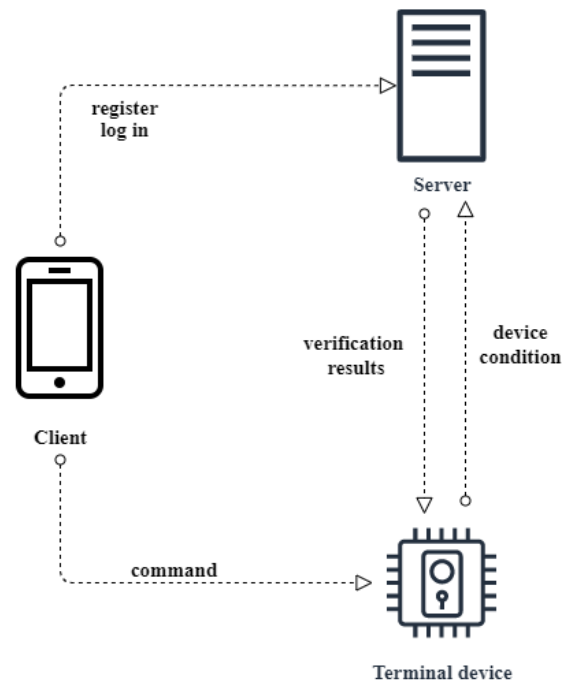 register
log in
Server
verification
results
device
condition
Client
command
Terminal device